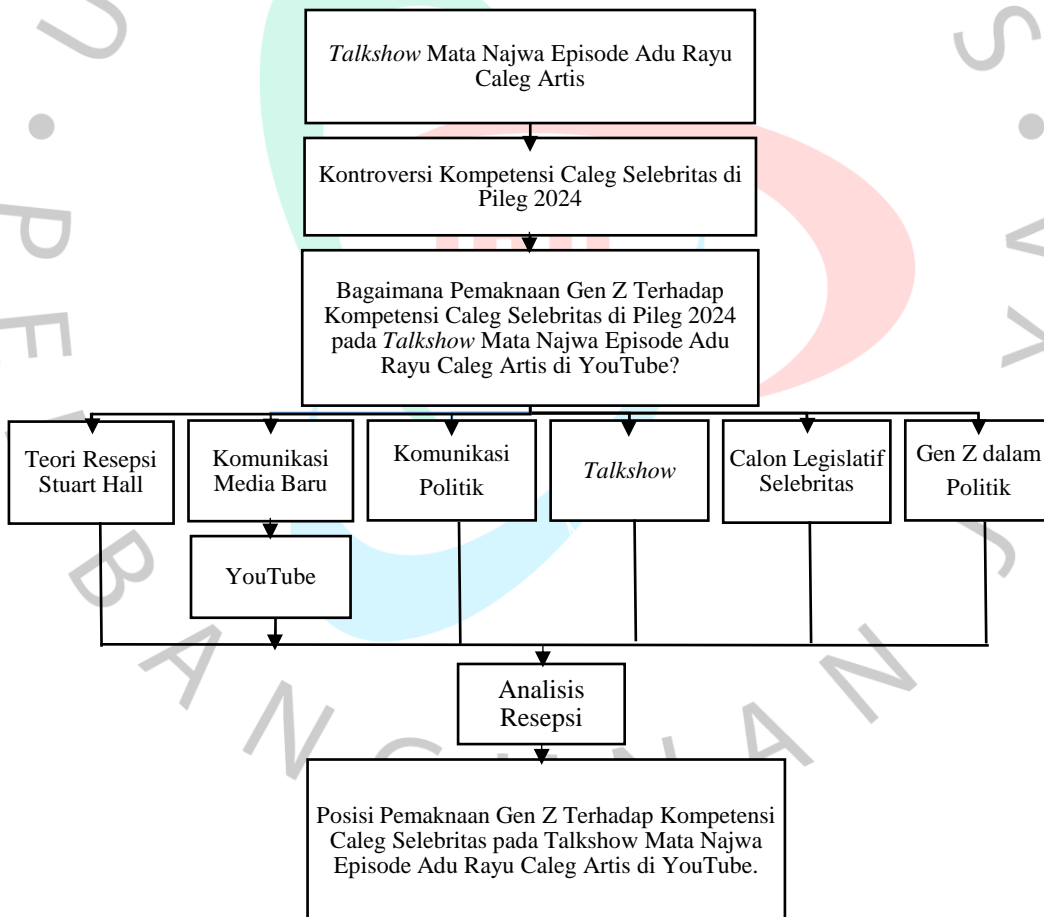 Talkshow Mata Najwa Episode Adu Rayu
Caleg Artis
Kontroversi Kompetensi Caleg Selebritas di
Pileg 2024
Bagaimana Pemaknaan Gen Z Terhadap
Kompetensi Caleg Selebritas di Pileg 2024
pada Talkshow Mata Najwa Episode Adu
Rayu Caleg Artis di YouTube?
Teori Resepsi
Stuart Hall
Komunikasi
Media Baru
Komunikasi
Politik
Talkshow
Calon Legislatif
Selebritas
Gen Z dalam
Politik
YouTube
Analisis
Resepsi
Posisi Pemaknaan Gen Z Terhadap Kompetensi
Caleg Selebritas pada Talkshow Mata Najwa
Episode Adu Rayu Caleg Artis di YouTube.